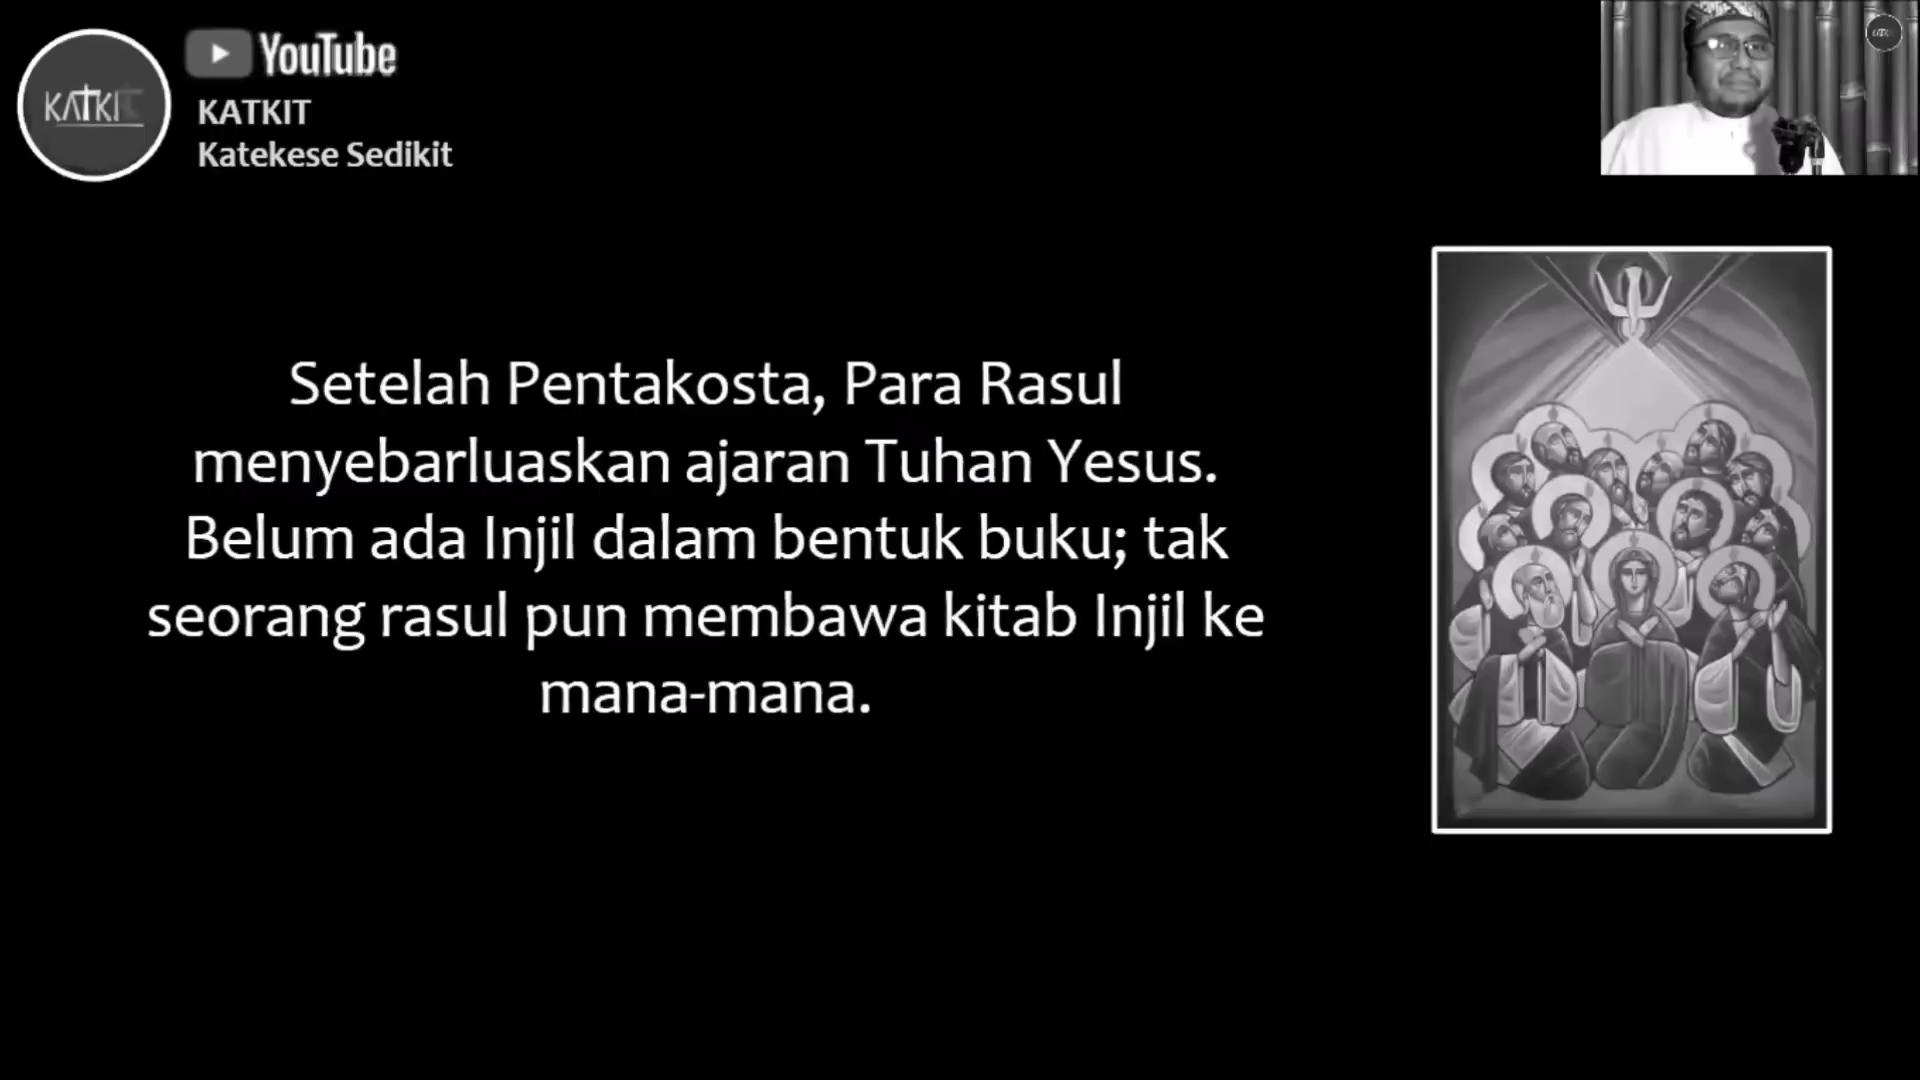 KATKIT
YouTube
KATKIT
Katekese Sedikit
Setelah Pentakosta, Para Rasul
menyebarluaskan ajaran Tuhan Yesus.
Belum ada Injil dalam bentuk buku; tak
seorang rasul pun membawa kitab Injil ke
mana-mana.